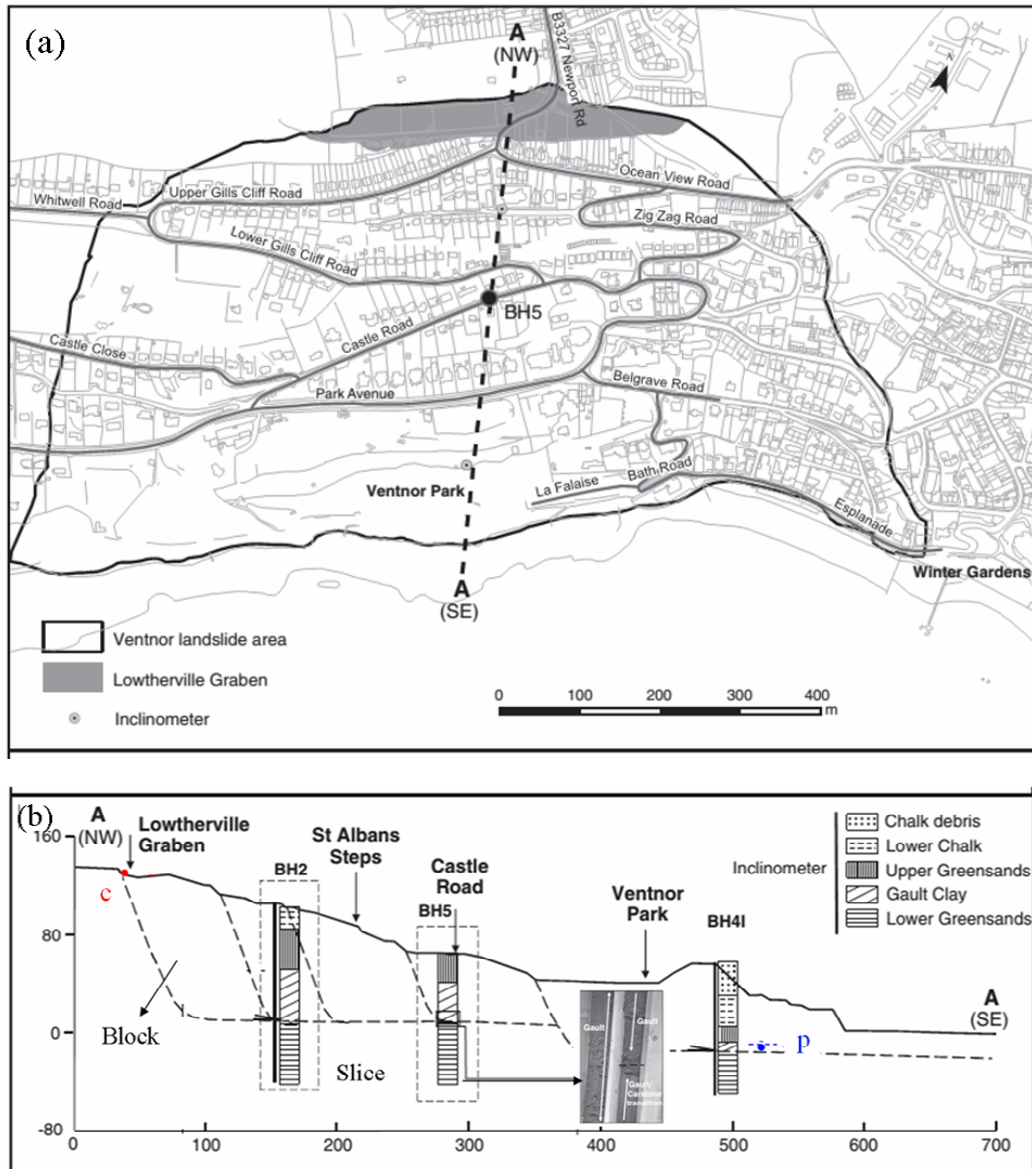 (a)
A
(NW)
B3327 Newport Rd
Upper Gills Cliff Road
Ocean View Road
Whitwell Road
Zig Zag Road
Lower Gills Cliff Road
BH5
Castle Road
Castle Close
Park Avenue
Belgrave Road
Ventnor Park
La Falaise
Bath Road
Esplanade
A
(SE)
Winter Gardens
Ventnor landslide area
Lowtherville Graben
Inclinometer
0 100 200 300 400
m
(b)
A
(NW)
Lowtherville
Graben
St Albans
Steps
Castle
Road
Ventnor
Park
BH2
BH5
BH4I
Inclinometer
Chalk debris
Lower Chalk
Upper Greensands
Gault Clay
Lower Greensands
160
80
0
-80
c
Block
Slice
Gault
Gault
Gault/
Carstone
transition
p
A
(SE)
0 100 200 300 400 500 600 700